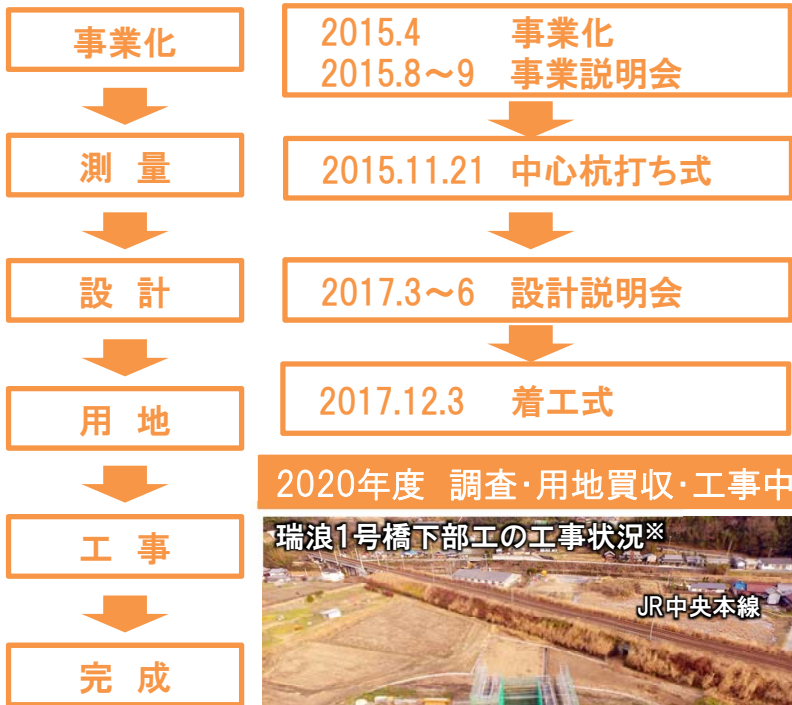 事業化
測 量
設 計
用 地
工 事
完 成
2015.4 事業化
2015.8～9 事業説明会
2015.11.21 中心杭打ち式
2017.3～6 設計説明会
2017.12.3 着工式
2020年度 調査・用地買収・工事中
瑞浪1号橋下部工の工事状況※
JR中央本線